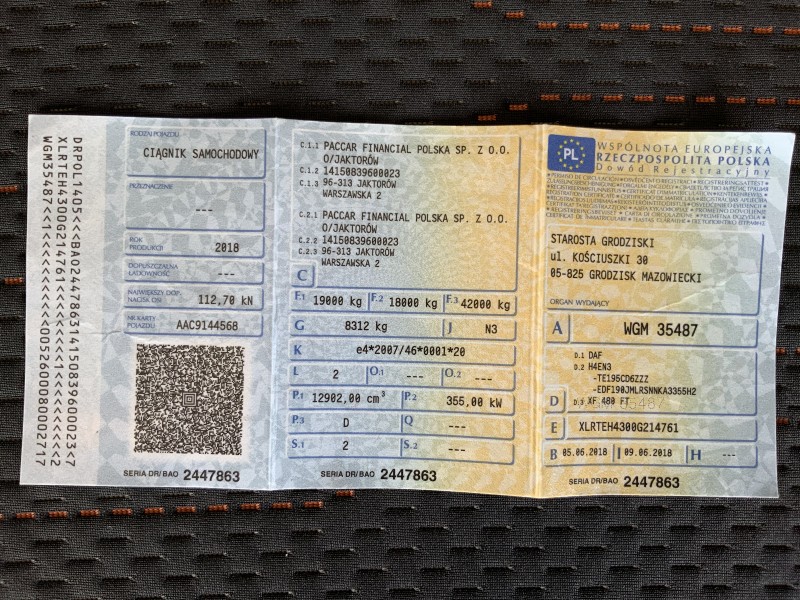 DRPOL1405<<BAO2447863141508396000023<7
XLRTEH4300G214761<<<<<<<1<<<<<<<<<<<<2
WGM35487<<1<<<<<<<<<<<<<<0052600080002717
RODZAJ POJAZDU
CIĄGNIK SAMOCHODOWY
PRZEZNACZENIE
---
ROK PRODUKCJI 2018
DOPUSZCZALNA ŁADOWNOŚĆ ---
NAJWIĘKSZY DOP. NACISK OSI 112,70 kN
NR KARTY POJAZDU AAC9144568
SERIA DR/BAO 2447863
C.1.1 PACCAR FINANCIAL POLSKA SP. Z O.O.
O/JAKTORÓW
C.1.2 14150839600023
C.1.3 96-313 JAKTORÓW
WARSZAWSKA 2
C.2.1 PACCAR FINANCIAL POLSKA SP. Z O.O.
O/JAKTORÓW
C.2.2 14150839600023
C.2.3 96-313 JAKTORÓW
WARSZAWSKA 2
C
F.1 19000 kg F.2 18000 kg F.3 42000 kg
G 8312 kg J N3
K e4*2007/46*0001*20
L 2 O.1 --- O.2 ---
P.1 12902,00 cm³ P.2 355,00 kW
P.3 D Q ---
S.1 2 S.2 ---
SERIA DR/BAO 2447863
PL
WSPÓLNOTA EUROPEJSKA
RZECZPOSPOLITA POLSKA
Dowód Rejestracyjny
STAROSTA GRODZISKI
ul. KOŚCIUSZKI 30
05-825 GRODZISK MAZOWIECKI
ORGAN WYDAJĄCY
A WGM 35487
D.1 DAF
D.2 H4EN3
-TE195CD6ZZZ
-EDF190JMLRSNNKA3355H2
D D.3 XF 480 FT
E XLRTEH4300G214761
B 05.06.2018 I 09.06.2018 H ---
SERIA DR/BAO 2447863